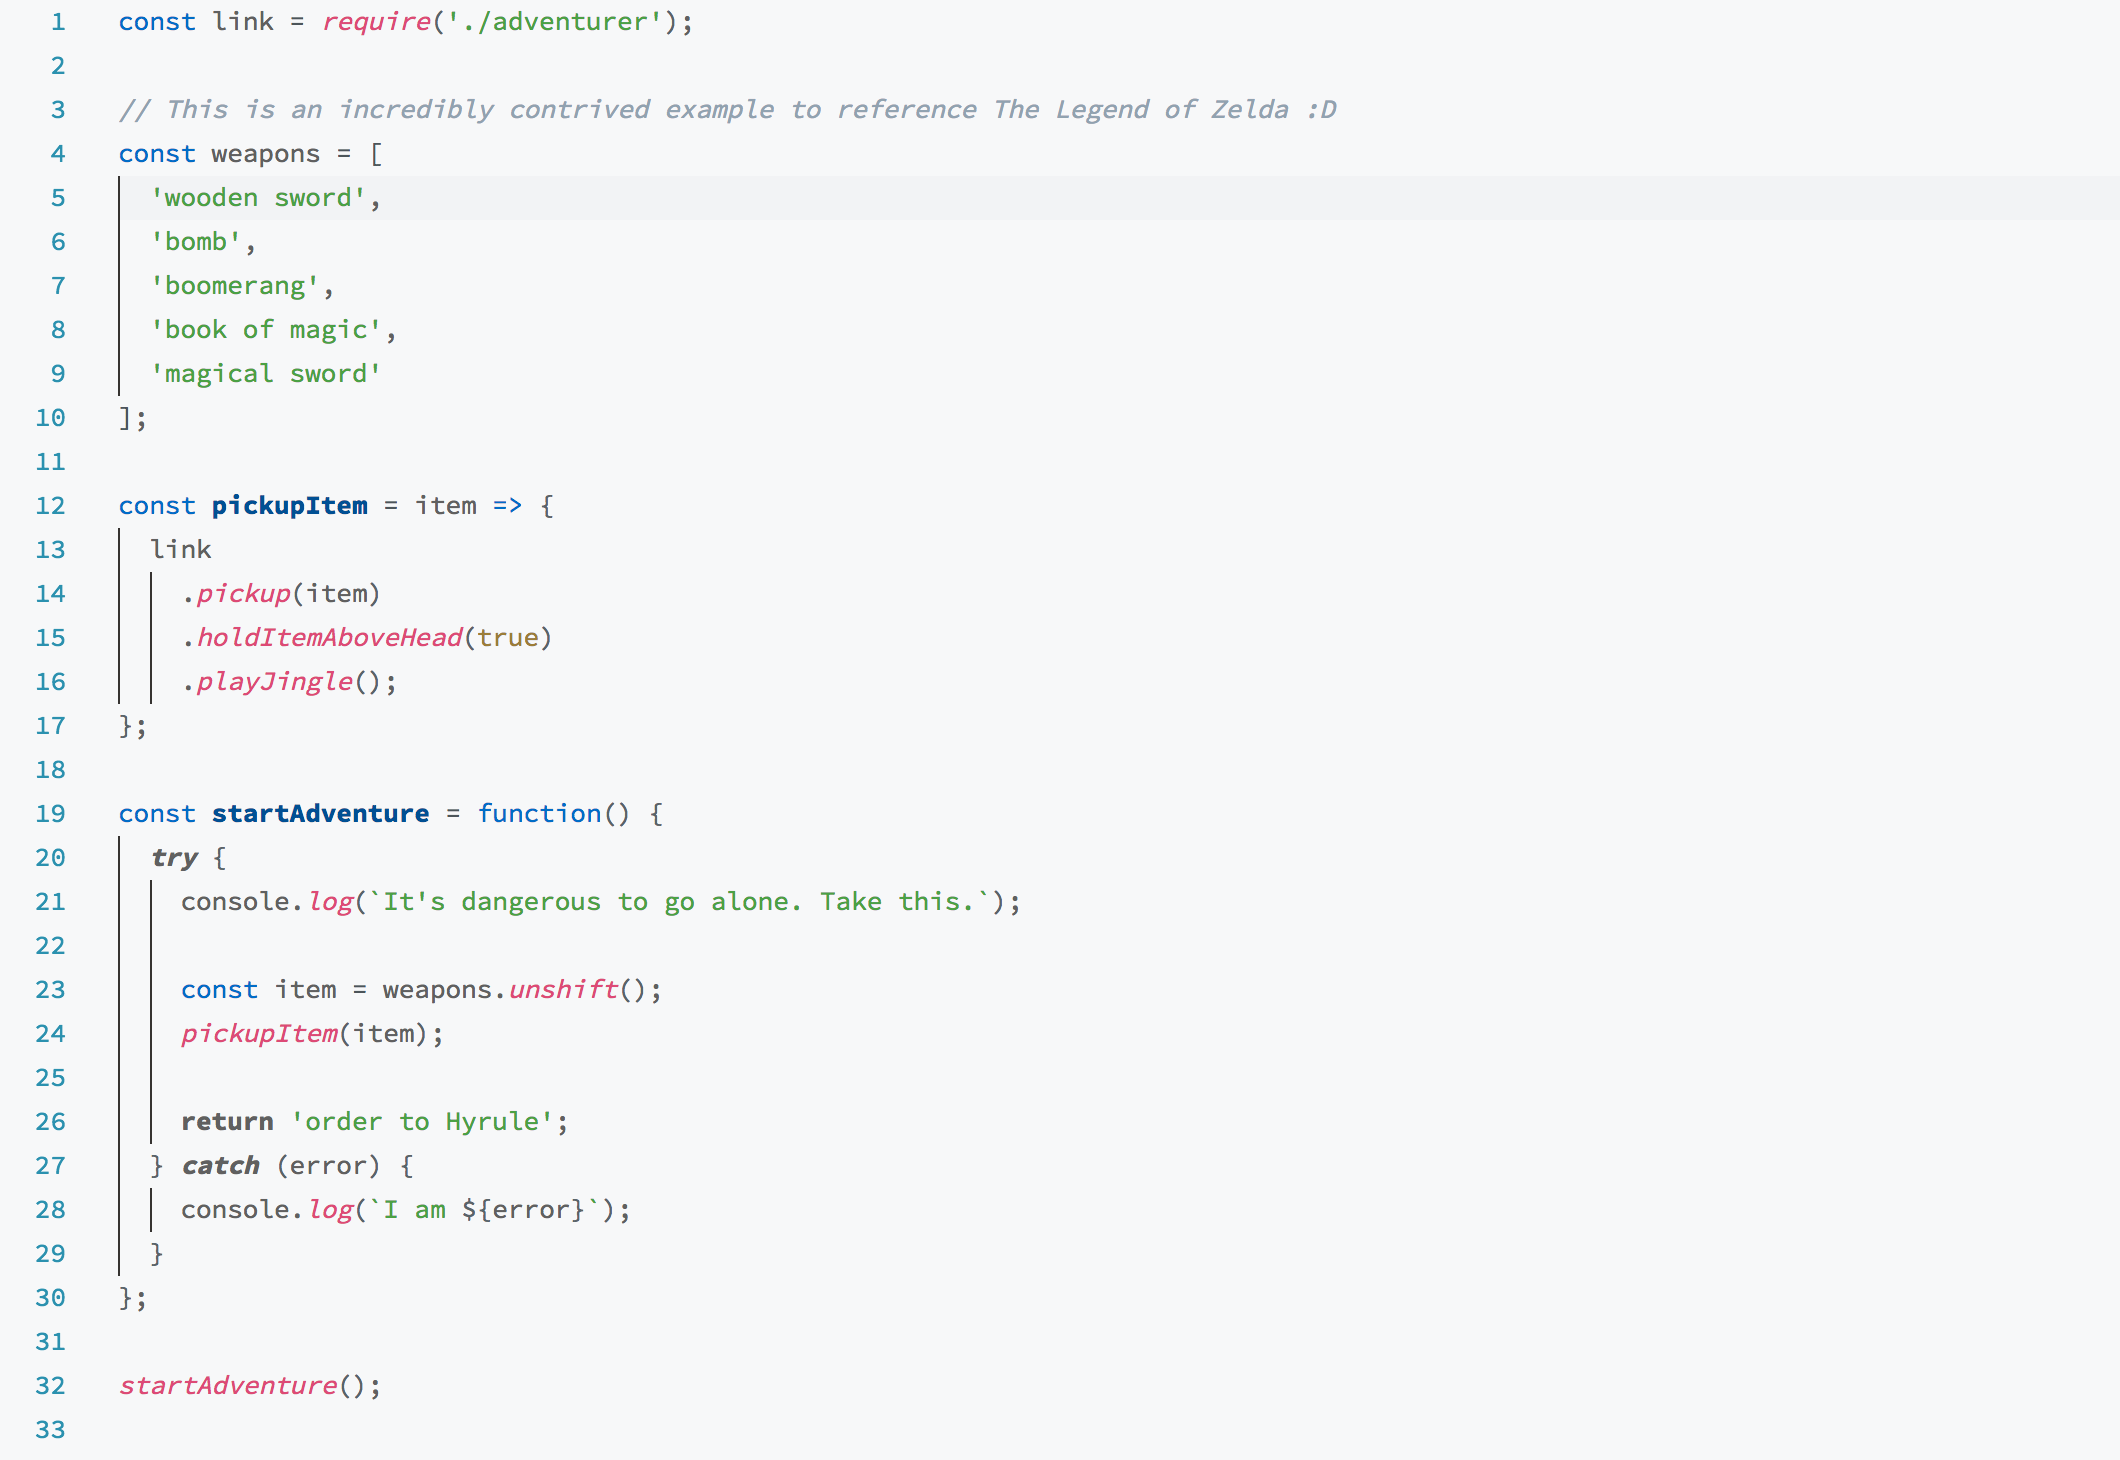 1 const link = require('./adventurer');
2
3 // This is an incredibly contrived example to reference The Legend of Zelda :D
4 const weapons = [
5   'wooden sword',
6   'bomb',
7   'boomerang',
8   'book of magic',
9   'magical sword'
10 ];
11
12 const pickupItem = item => {
13   link
14     .pickup(item)
15     .holdItemAboveHead(true)
16     .playJingle();
17 };
18
19 const startAdventure = function() {
20   try {
21     console.log(`It's dangerous to go alone. Take this.`);
22
23     const item = weapons.unshift();
24     pickupItem(item);
25
26     return 'order to Hyrule';
27   } catch (error) {
28     console.log(`I am ${error}`);
29   }
30 };
31
32 startAdventure();
33